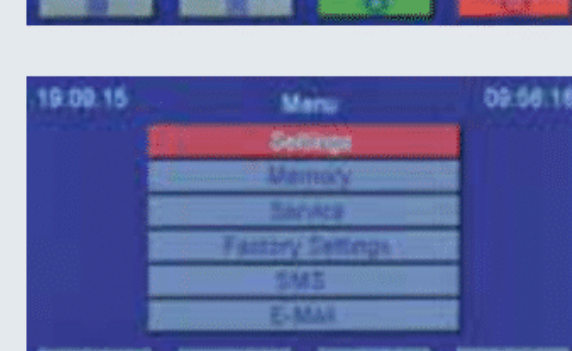 19.09.15 Menu 09:56:16
Settings
Memory
Service
Factory Settings
SMS
E-Mail